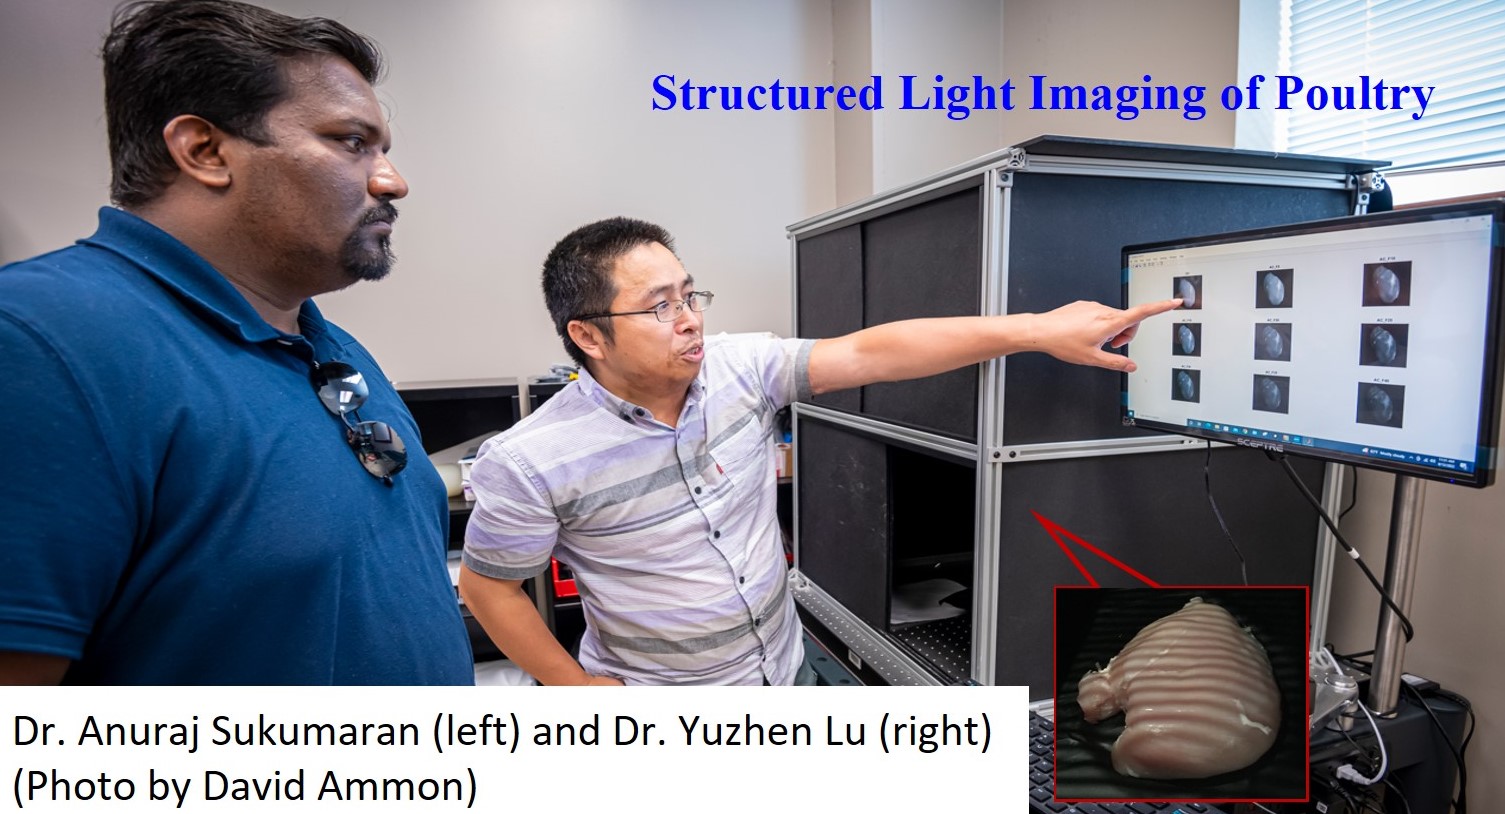 Structured Light Imaging of Poultry
SCEPTRE
Dr. Anuraj Sukumaran (left) and Dr. Yuzhen Lu (right)
(Photo by David Ammon)